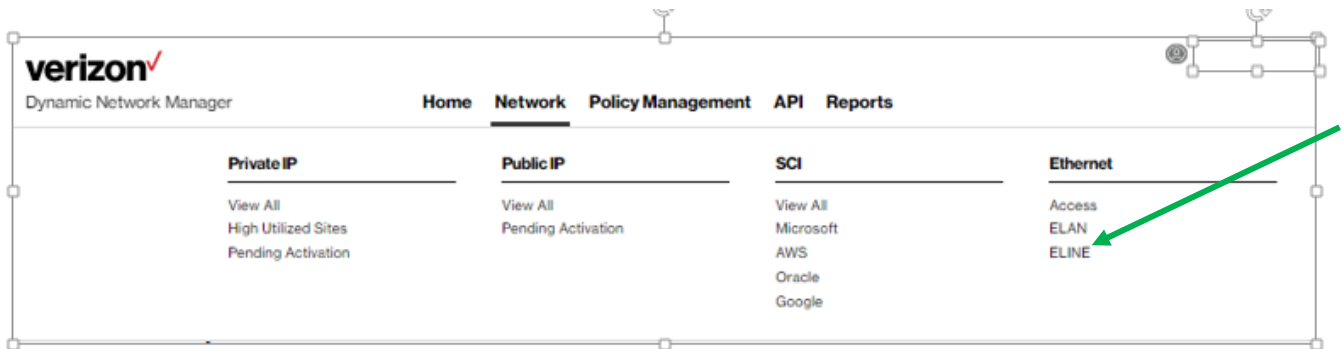 verizon✓
Dynamic Network Manager
Home Network Policy Management API Reports
Private IP Public IP SCI Ethernet
View All View All View All Access
High Utilized Sites Pending Activation Microsoft ELAN
Pending Activation AWS ELINE
Oracle
Google